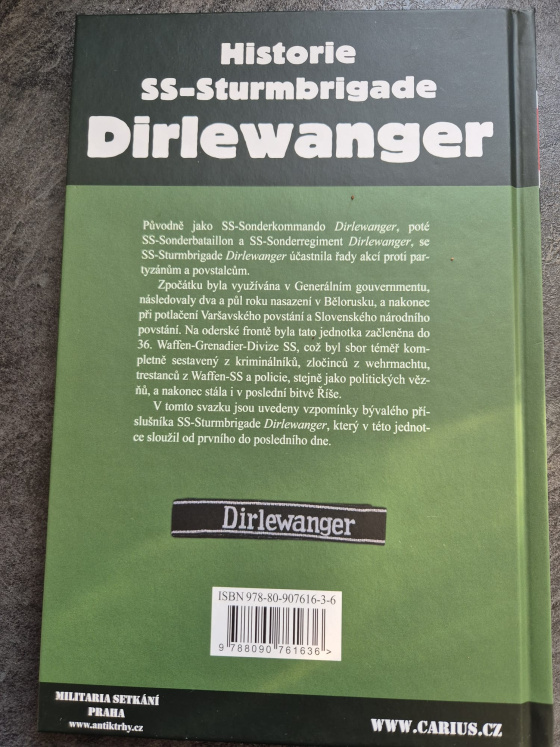 Historie
SS-Sturmbrigade
Dirlewanger
Původně jako SS-Sonderkommando Dirlewanger, poté
SS-Sonderbataillon a SS-Sonderregiment Dirlewanger, se
SS-Sturmbrigade Dirlewanger účastnila řady akcí proti par-
tyzánům a povstalcům.
Zpočátku byla využívána v Generálním gouvernmentu,
následovaly dva a půl roku nasazení v Bělorusku, a nakonec
při potlačení Varšavského povstání a Slovenského národního
povstání. Na oderské frontě byla tato jednotka začleněna do
36. Waffen-Grenadier-Divize SS, což byl sbor téměř kom-
pletně sestavený z kriminálníků, zločinců z wehrmachtu,
trestanců z Waffen-SS a policie, stejně jako politických věz-
ňů, a nakonec stála i v poslední bitvě Říše.
V tomto svazku jsou uvedeny vzpomínky bývalého pří-
slušníka SS-Sturmbrigade Dirlewanger, který v této jednot-
ce sloužil od prvního do posledního dne.
Dirlewanger
ISBN 978-80-907616-3-6
9 788090 761636 >
MILITARIA SETKÁNÍ
PRAHA
www.antiktrhy.cz
WWW.CARIUS.CZ